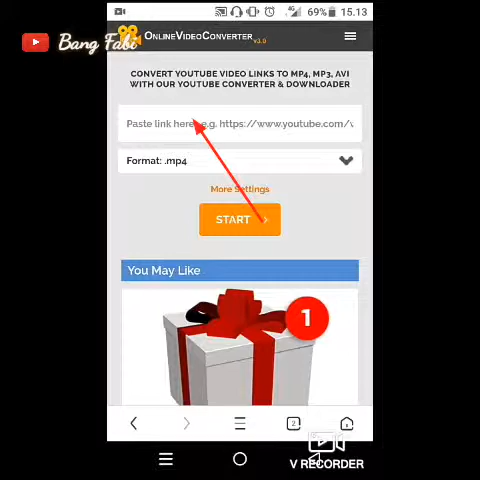 69% 15.13
Bang Fabi
ONLINEVIDEOCONVERTER v3.0
CONVERT YOUTUBE VIDEO LINKS TO MP4, MP3, AVI
WITH OUR YOUTUBE CONVERTER & DOWNLOADER
Paste link here e.g. https://www.youtube.com/
Format: .mp4
More Settings
START
You May Like
1
2
V RECORDER